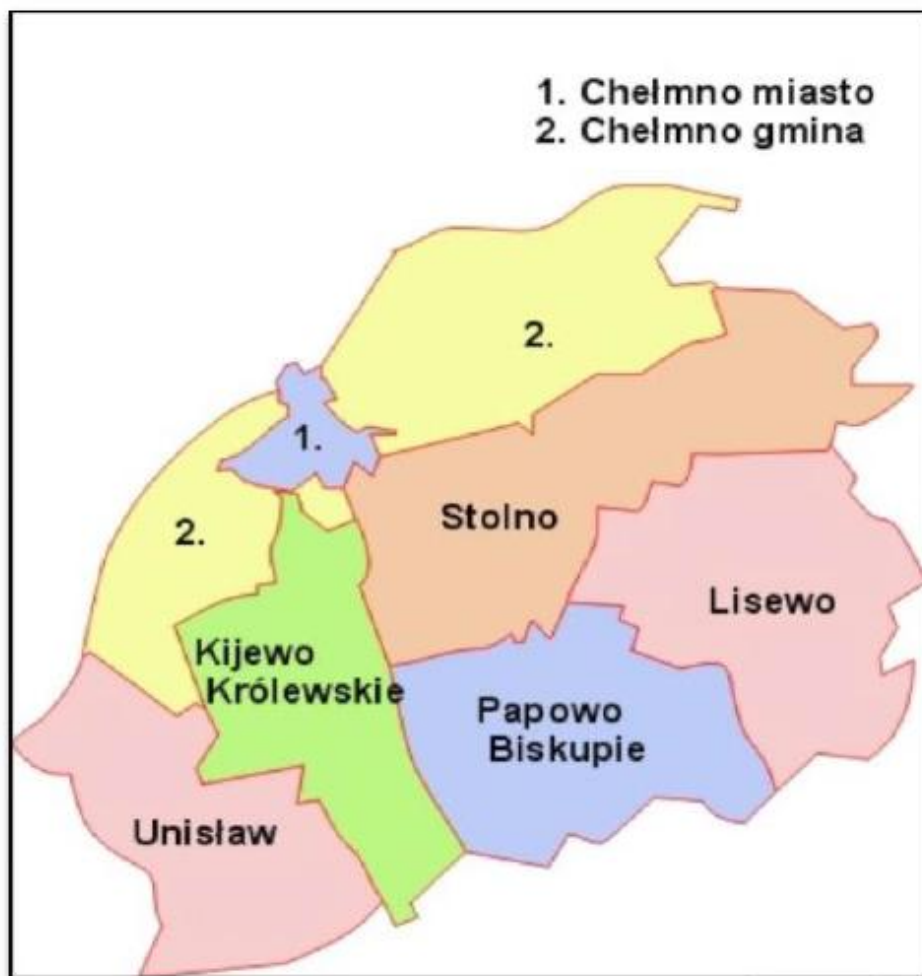 1. Chełmno miasto
2. Chełmno gmina
2.
1.
2.
Stolno
Lisewo
Kijewo
Królewskie
Papowo
Biskupie
Unisław